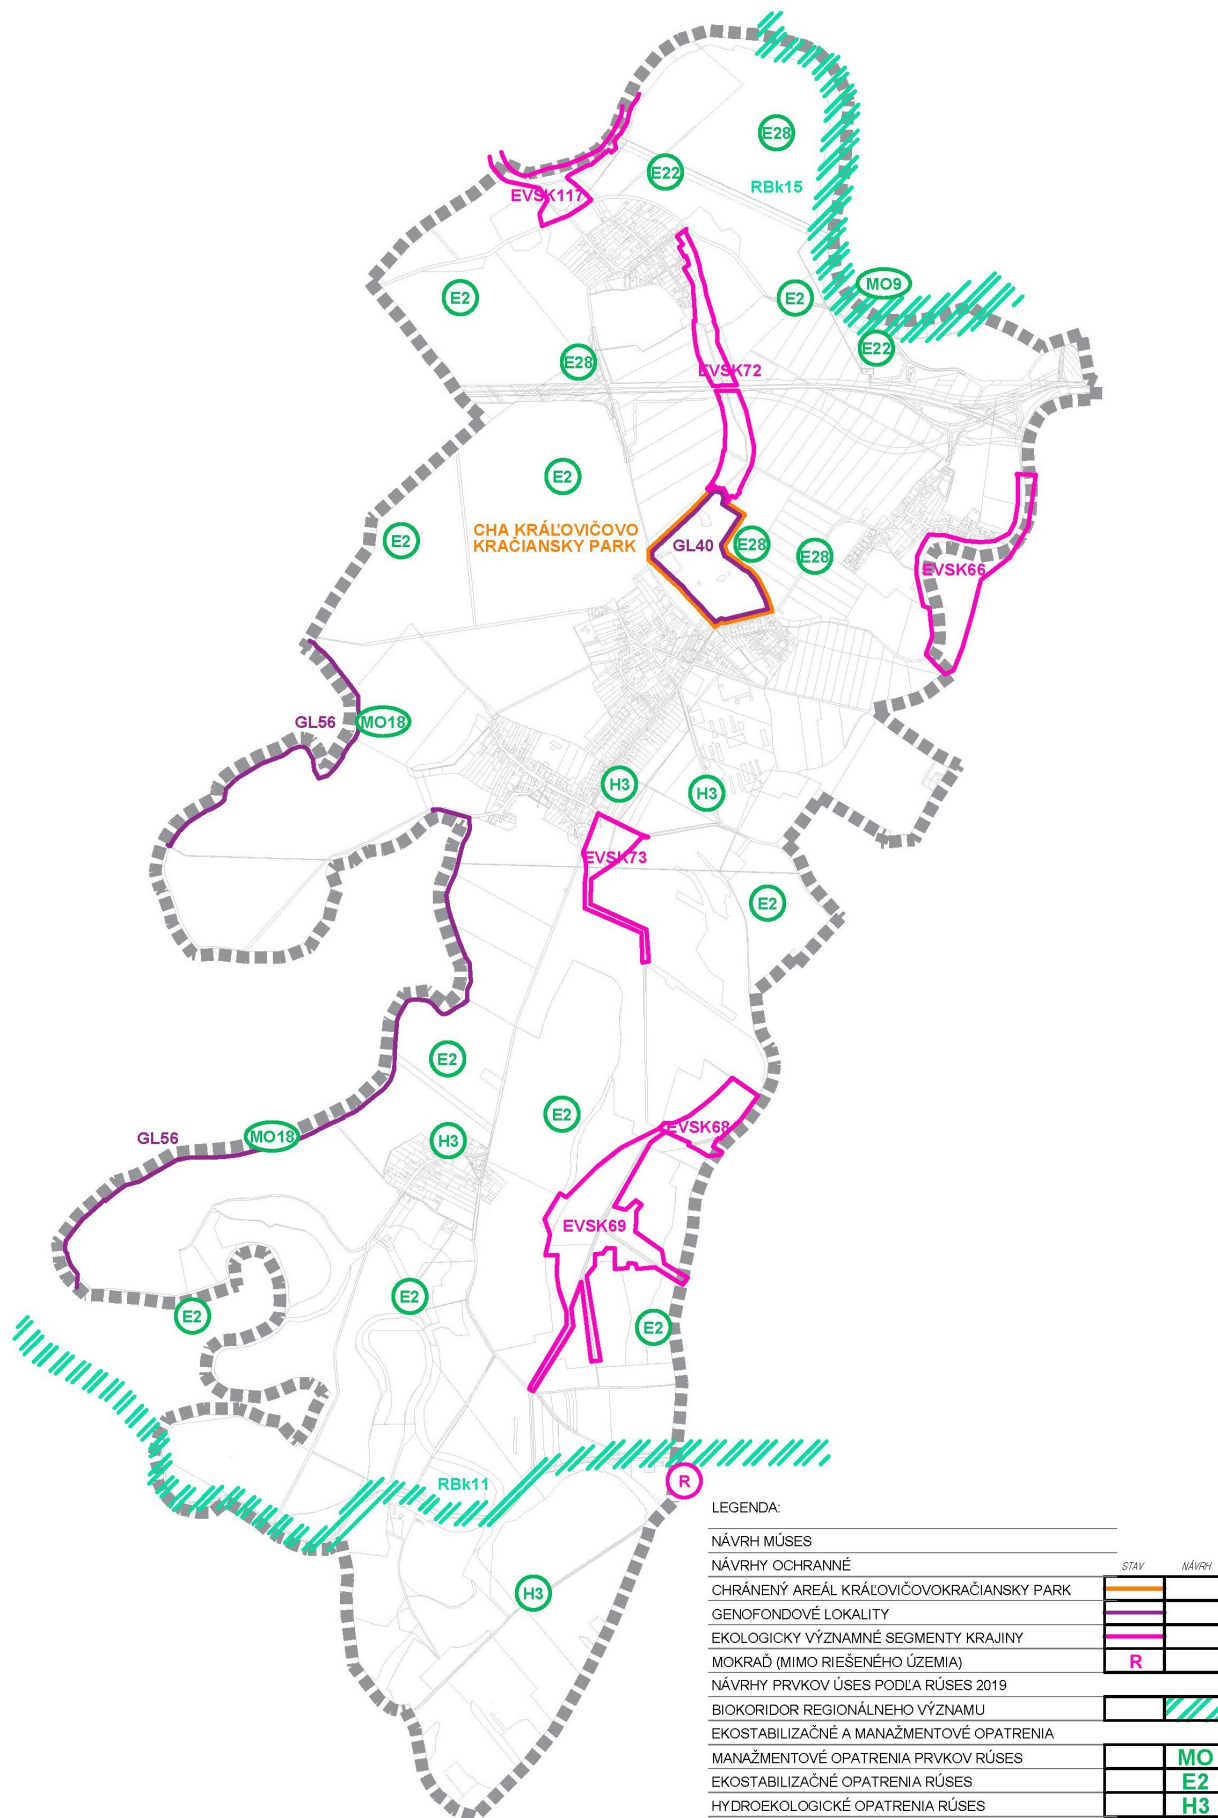 E28
E22
RBk15
EVSK117
MO9
E2
E2
E22
E28
EVSK72
E2
CHA KRÁĽOVIČOVO
KRAČIANSKY PARK
E2
GL40
E28
E28
EVSK66
GL56
MO18
H3
H3
EVSK73
E2
E2
E2
EVSK68
GL56
MO18
H3
EVSK69
E2
E2
E2
RBk11
R
H3
LEGENDA:
NÁVRH MÚSES
NÁVRHY OCHRANNÉ STAV NÁVRH
CHRÁNENÝ AREÁL KRÁĽOVIČOVOKRAČIANSKY PARK
GENOFONDOVÉ LOKALITY
EKOLOGICKY VÝZNAMNÉ SEGMENTY KRAJINY
MOKRAĎ (MIMO RIEŠENÉHO ÚZEMIA) R
NÁVRHY PRVKOV ÚSES PODĽA RÚSES 2019
BIOKORIDOR REGIONÁLNEHO VÝZNAMU
EKOSTABILIZAČNÉ A MANAŽMENTOVÉ OPATRENIA
MANAŽMENTOVÉ OPATRENIA PRVKOV RÚSES MO
EKOSTABILIZAČNÉ OPATRENIA RÚSES E2
HYDROEKOLOGICKÉ OPATRENIA RÚSES H3